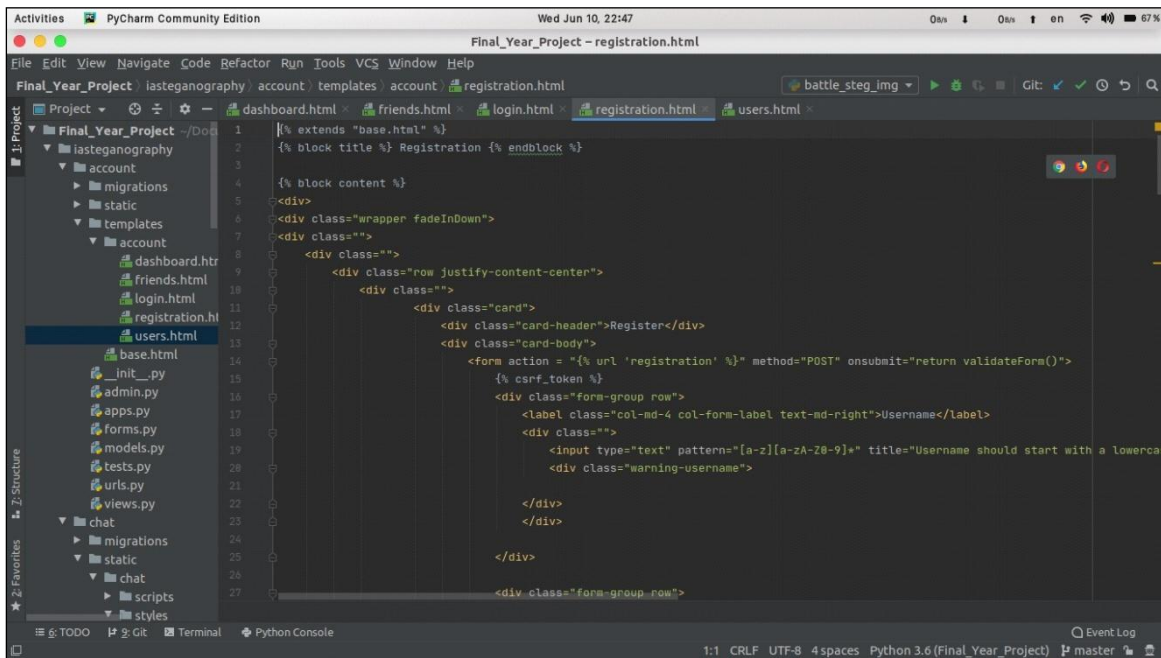 Activities PyCharm Community Edition Wed Jun 10, 22:47 0B/s 0B/s en 67%
Final_Year_Project – registration.html
File Edit View Navigate Code Refactor Run Tools VCS Window Help
Final_Year_Project iasteganography account templates account registration.html battle_steg_img Git:
Project dashboard.html friends.html login.html registration.html users.html
1: Project
7: Structure
2: Favorites
Final_Year_Project ~/Docu
iasteganography
account
migrations
static
templates
account
dashboard.htm
friends.html
login.html
registration.ht
users.html
base.html
__init__.py
admin.py
apps.py
forms.py
models.py
tests.py
urls.py
views.py
chat
migrations
static
chat
scripts
styles
1 {% extends "base.html" %}
2 {% block title %} Registration {% endblock %}
3
4 {% block content %}
5 <div>
6 <div class="wrapper fadeInDown">
7 <div class="">
8 <div class="">
9 <div class="row justify-content-center">
10 <div class="">
11 <div class="card">
12 <div class="card-header">Register</div>
13 <div class="card-body">
14 <form action = "{% url 'registration' %}" method="POST" onsubmit="return validateForm()">
15 {% csrf_token %}
16 <div class="form-group row">
17 <label class="col-md-4 col-form-label text-md-right">Username</label>
18 <div class="">
19 <input type="text" pattern="[a-z][a-zA-Z0-9]*" title="Username should start with a lowerca
20 <div class="warning-username">
21
22 </div>
23 </div>
24
25 </div>
26
27 <div class="form-group row">
6: TODO 9: Git Terminal Python Console Event Log
1:1 CRLF UTF-8 4 spaces Python 3.6 (Final_Year_Project) master